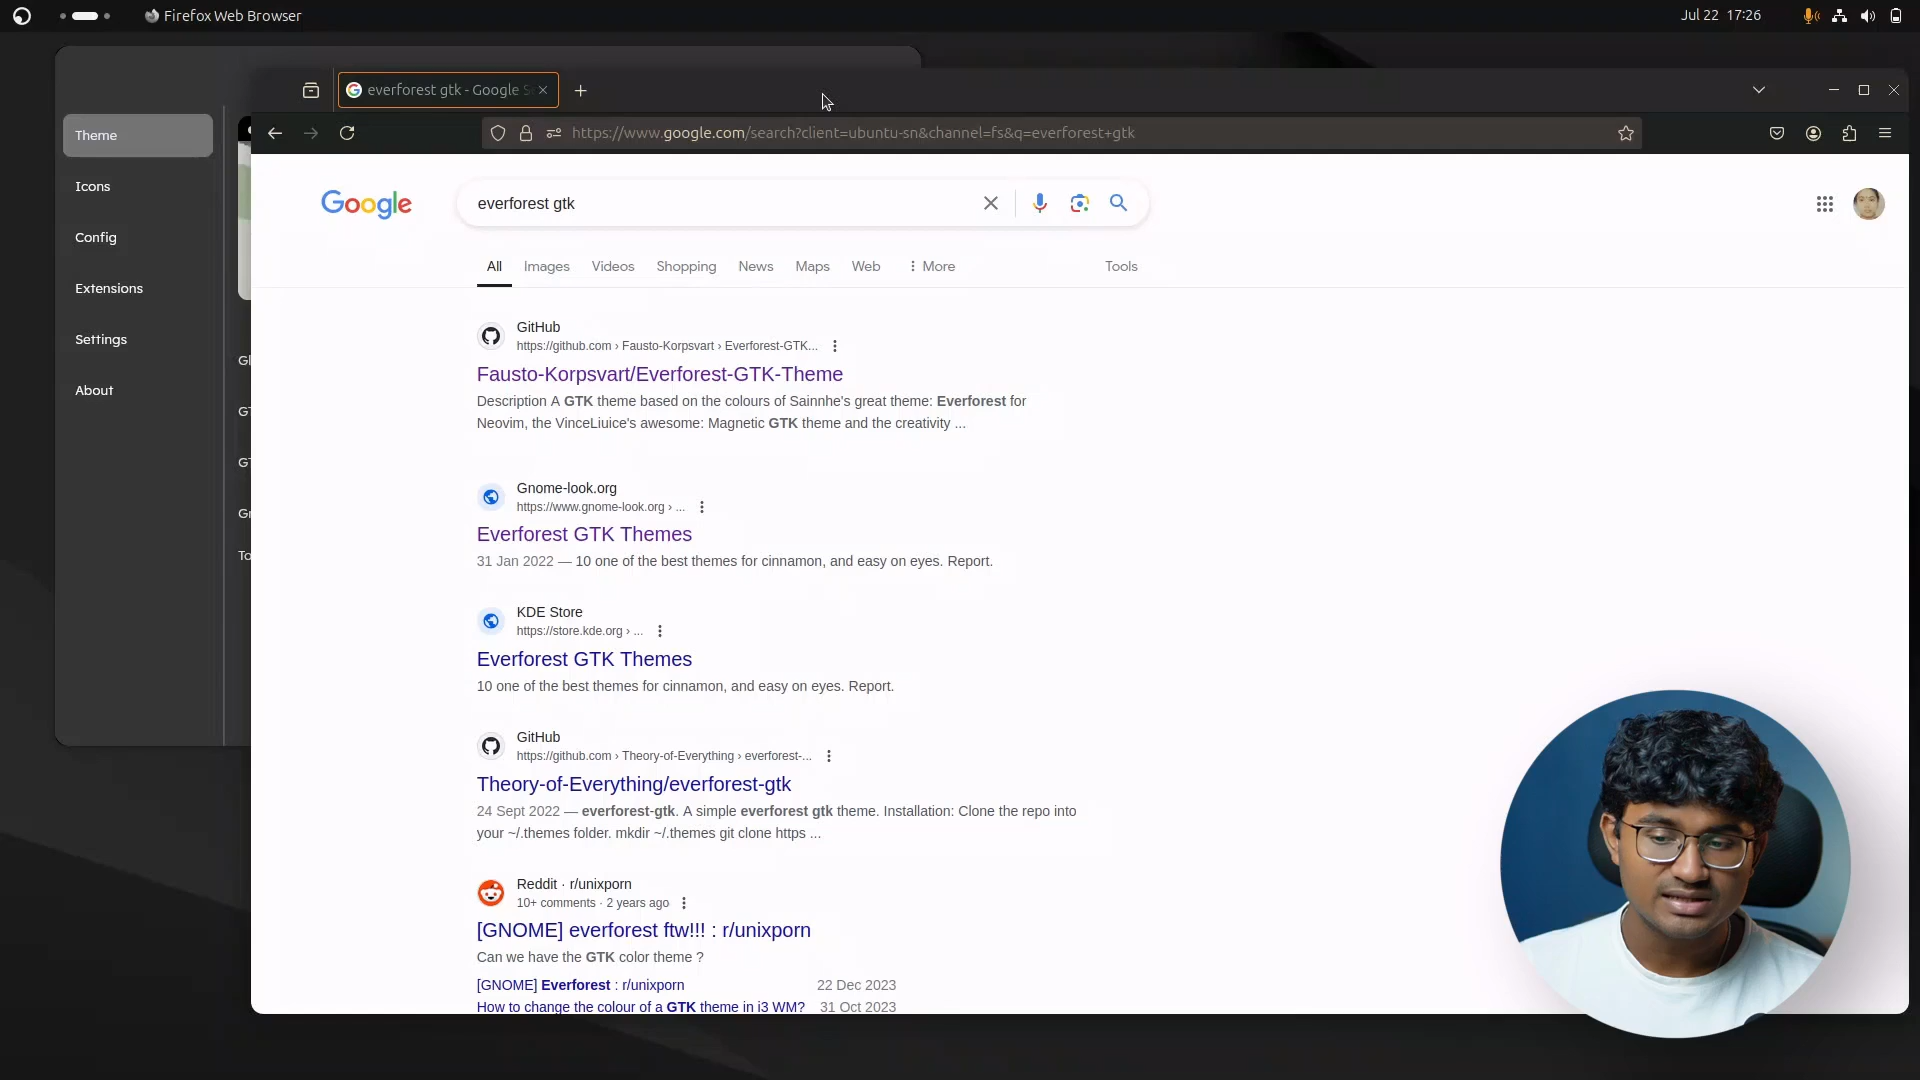 Firefox Web Browser
Jul 22 17:26
Theme
Icons
Config
Extensions
Settings
About
everforest gtk - Google S
https://www.google.com/search?client=ubuntu-sn&channel=fs&q=everforest+gtk
Google
everforest gtk
All
Images
Videos
Shopping
News
Maps
Web
More
Tools
GitHub
https://github.com › Fausto-Korpsvart › Everforest-GTK...
Fausto-Korpsvart/Everforest-GTK-Theme
Description A GTK theme based on the colours of Sainnhe's great theme: Everforest for
Neovim, the VinceLiuice's awesome: Magnetic GTK theme and the creativity ...
Gnome-look.org
https://www.gnome-look.org › ...
Everforest GTK Themes
31 Jan 2022 — 10 one of the best themes for cinnamon, and easy on eyes. Report.
KDE Store
https://store.kde.org › ...
Everforest GTK Themes
10 one of the best themes for cinnamon, and easy on eyes. Report.
GitHub
https://github.com › Theory-of-Everything › everforest-...
Theory-of-Everything/everforest-gtk
24 Sept 2022 — everforest-gtk. A simple everforest gtk theme. Installation: Clone the repo into
your ~/.themes folder. mkdir ~/.themes git clone https ...
Reddit · r/unixporn
10+ comments · 2 years ago
[GNOME] everforest ftw!!! : r/unixporn
Can we have the GTK color theme ?
[GNOME] Everforest : r/unixporn 22 Dec 2023
How to change the colour of a GTK theme in i3 WM? 31 Oct 2023